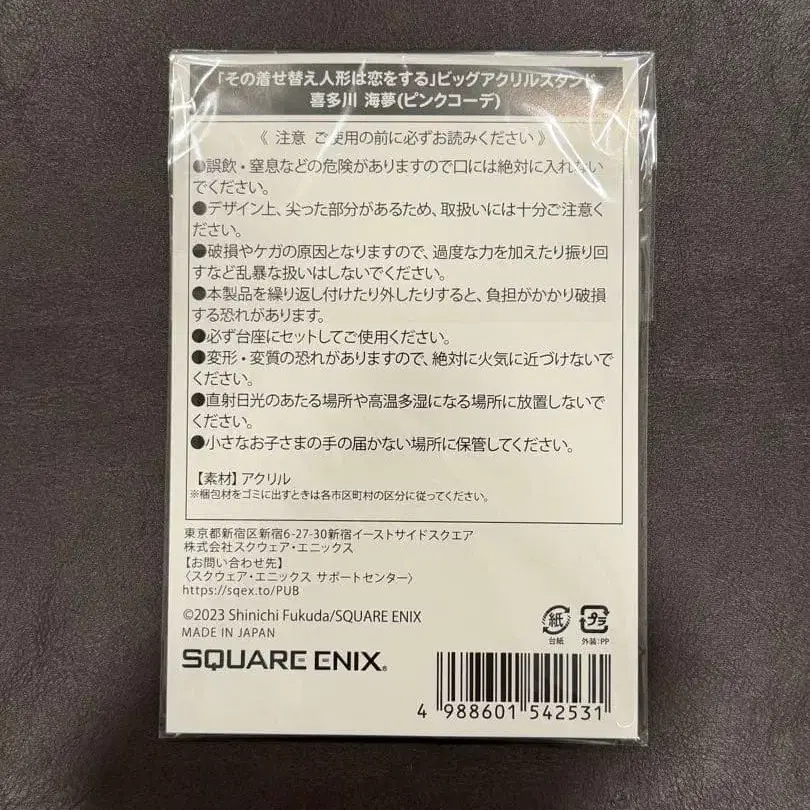 「その着せ替え人形は恋をする」ビッグアクリルスタンド
喜多川 海夢(ピンクコーデ)
《 注意 ご使用の前に必ずお読みください 》
●誤飲・窒息などの危険がありますので口には絶対に入れない
でください。
●デザイン上、尖った部分があるため、取扱いには十分ご注意く
ださい。
●破損やケガの原因となりますので、過度な力を加えたり振り回
すなど乱暴な扱いはしないでください。
●本製品を繰り返し付けたり外したりすると、負担がかかり破損
する恐れがあります。
●必ず台座にセットしてご使用ください。
●変形・変質の恐れがありますので、絶対に火気に近づけないで
ください。
●直射日光のあたる場所や高温多湿になる場所に放置しないで
ください。
●小さなお子さまの手の届かない場所に保管してください。
【素材】アクリル
※梱包材をゴミに出すときは各市区町村の区分に従ってください。
東京都新宿区新宿6-27-30新宿イーストサイドスクエア
株式会社スクウェア・エニックス
【お問い合わせ先】
〈スクウェア・エニックス サポートセンター〉
https://sqex.to/PUB
©2023 Shinichi Fukuda/SQUARE ENIX
MADE IN JAPAN
紙 プラ
台紙 外装:PP
SQUARE ENIX®
4 988601 542531